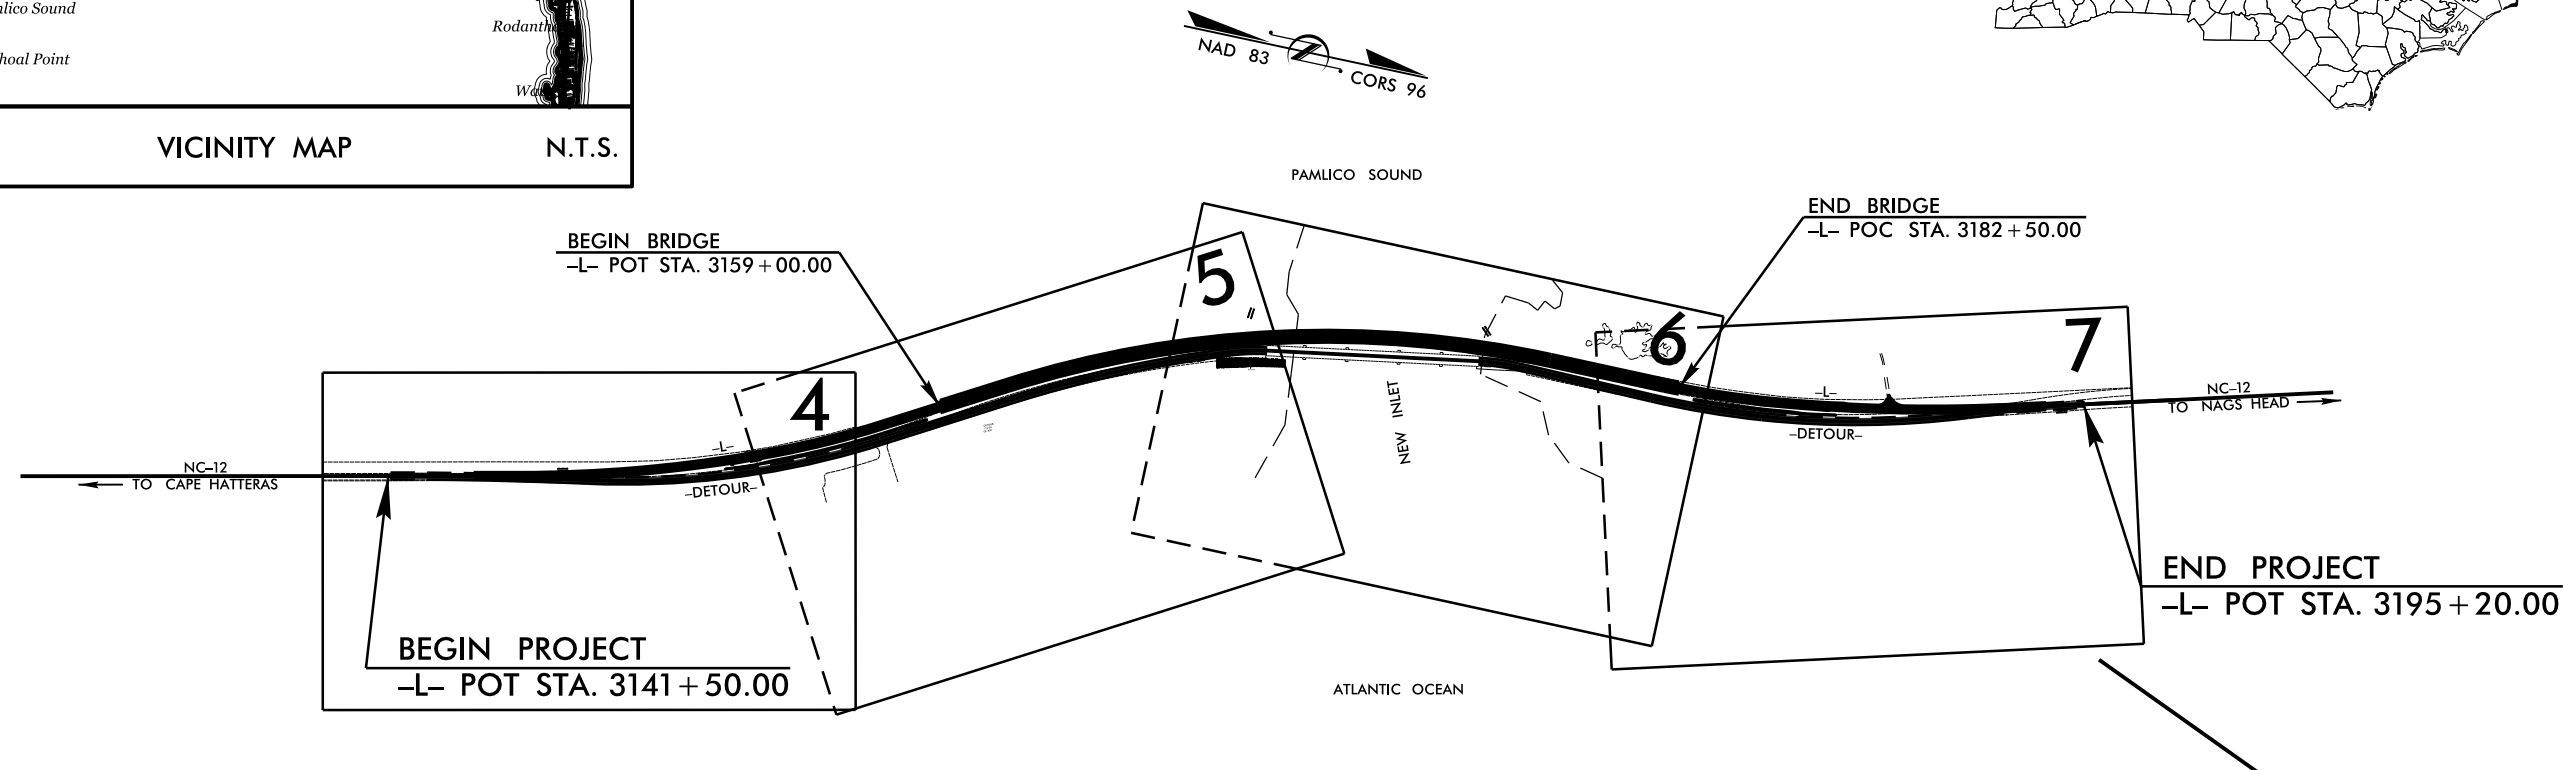 mlico Sound
Rodanthe
hoal Point
Wa
VICINITY MAP N.T.S.
NAD 83
CORS 96
PAMLICO SOUND
BEGIN BRIDGE
–L– POT STA. 3159+00.00
END BRIDGE
–L– POC STA. 3182+50.00
4
5
6
7
NEW INLET
–L–
–DETOUR–
–L–
–DETOUR–
NC–12
TO CAPE HATTERAS
NC–12
TO NAGS HEAD
BEGIN PROJECT
–L– POT STA. 3141+50.00
END PROJECT
–L– POT STA. 3195+20.00
ATLANTIC OCEAN